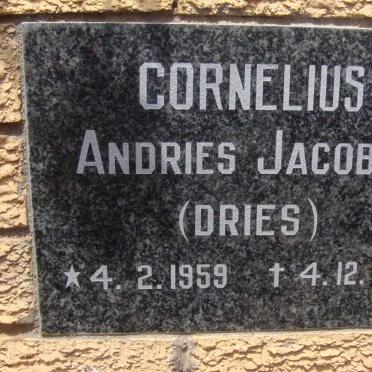 CORNELIUS
ANDRIES JACOB
(DRIES)
★ 4. 2. 1959 † 4. 12.